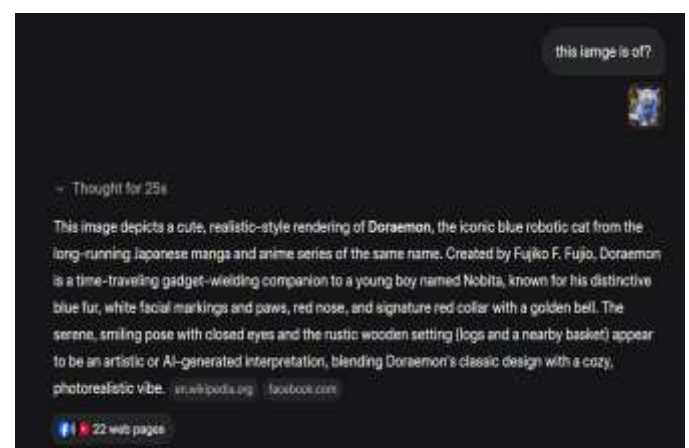 this iamge is of?
Thought for 25s
This image depicts a cute, realistic-style rendering of Doraemon, the iconic blue robotic cat from the
long-running Japanese manga and anime series of the same name. Created by Fujiko F. Fujio, Doraemon
is a time-traveling gadget-wielding companion to a young boy named Nobita, known for his distinctive
blue fur, white facial markings and paws, red nose, and signature red collar with a golden bell. The
serene, smiling pose with closed eyes and the rustic wooden setting (logs and a nearby basket) appear
to be an artistic or AI-generated interpretation, blending Doraemon's classic design with a cozy,
photorealistic vibe. en.wikipedia.org facebook.com
22 web pages